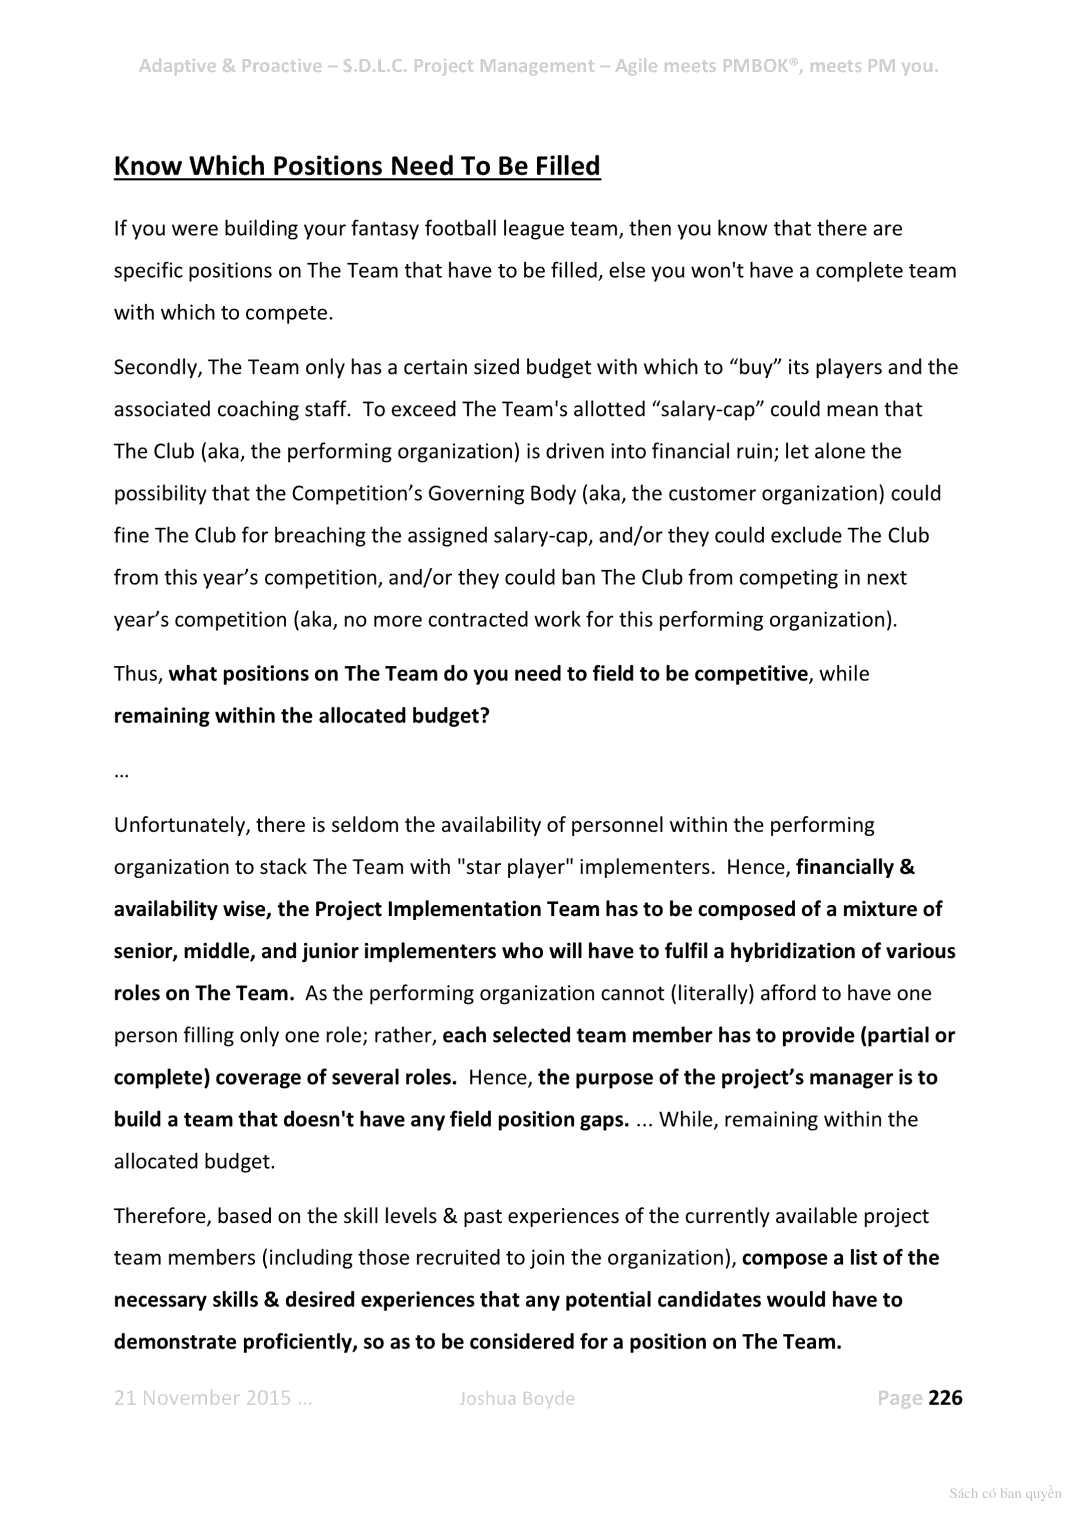 Adaptive & Proactive – S.D.L.C. Project Management – Agile meets PMBOK®, meets PM you.
Know Which Positions Need To Be Filled
If you were building your fantasy football league team, then you know that there are
specific positions on The Team that have to be filled, else you won't have a complete team
with which to compete.
Secondly, The Team only has a certain sized budget with which to “buy” its players and the
associated coaching staff.  To exceed The Team's allotted “salary-cap” could mean that
The Club (aka, the performing organization) is driven into financial ruin; let alone the
possibility that the Competition’s Governing Body (aka, the customer organization) could
fine The Club for breaching the assigned salary-cap, and/or they could exclude The Club
from this year’s competition, and/or they could ban The Club from competing in next
year’s competition (aka, no more contracted work for this performing organization).
Thus, what positions on The Team do you need to field to be competitive, while
remaining within the allocated budget?
...
Unfortunately, there is seldom the availability of personnel within the performing
organization to stack The Team with "star player" implementers.  Hence, financially &
availability wise, the Project Implementation Team has to be composed of a mixture of
senior, middle, and junior implementers who will have to fulfil a hybridization of various
roles on The Team.  As the performing organization cannot (literally) afford to have one
person filling only one role; rather, each selected team member has to provide (partial or
complete) coverage of several roles.  Hence, the purpose of the project’s manager is to
build a team that doesn't have any field position gaps. ... While, remaining within the
allocated budget.
Therefore, based on the skill levels & past experiences of the currently available project
team members (including those recruited to join the organization), compose a list of the
necessary skills & desired experiences that any potential candidates would have to
demonstrate proficiently, so as to be considered for a position on The Team.
21 November 2015 ... Joshua Boyde Page 226
Sách có bản quyền